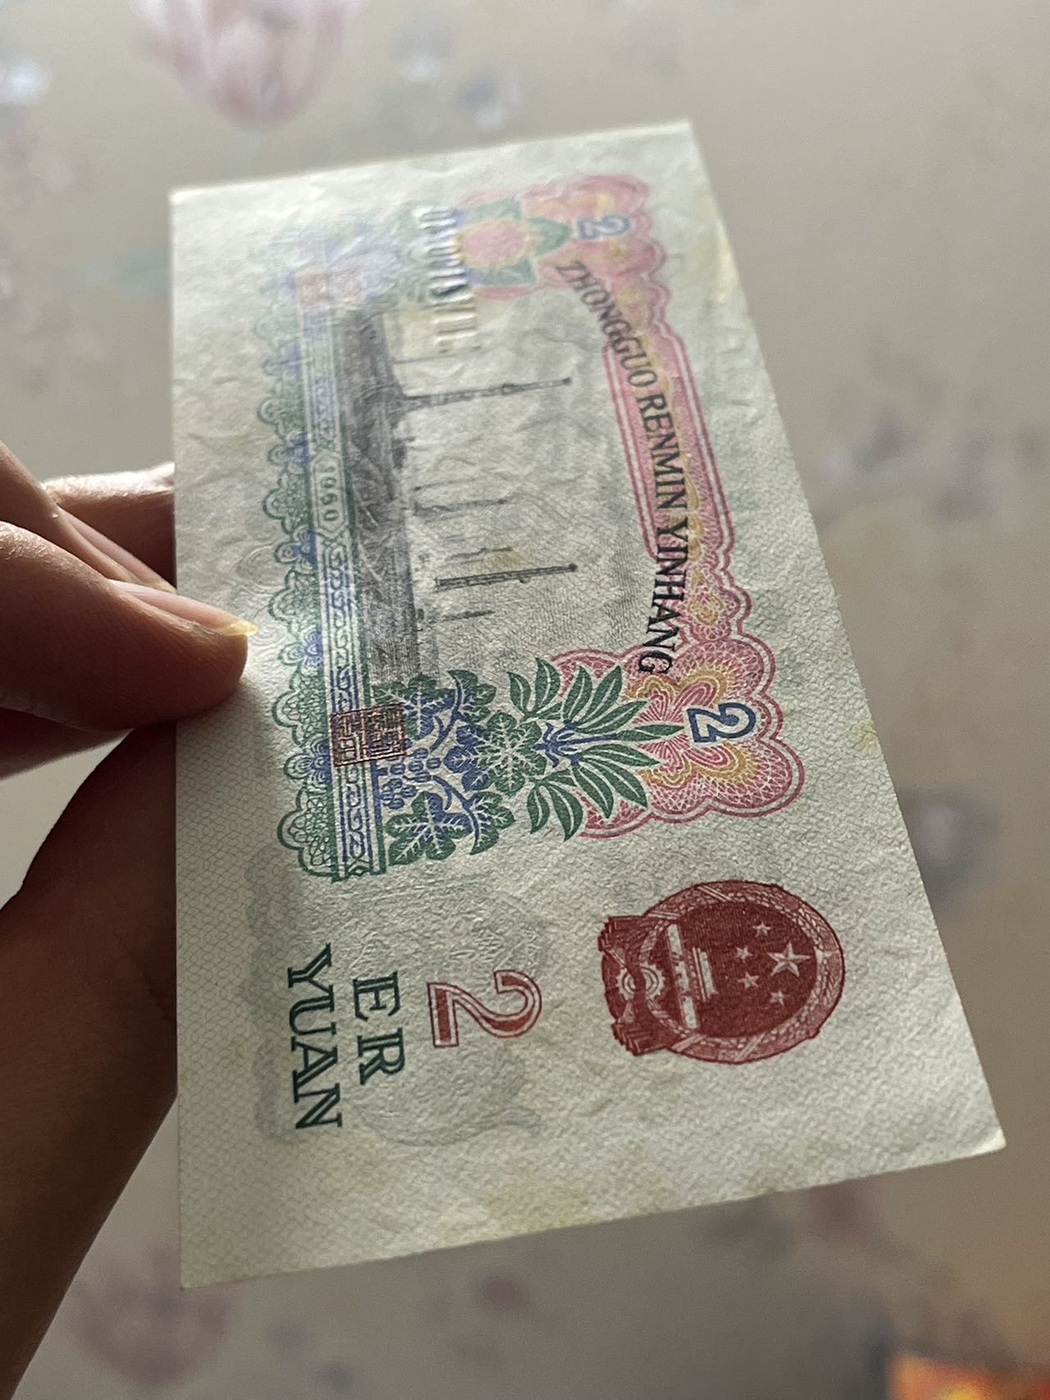 ZHONGGUO RENMIN YINHANG
2
2
2
ER
YUAN
1960